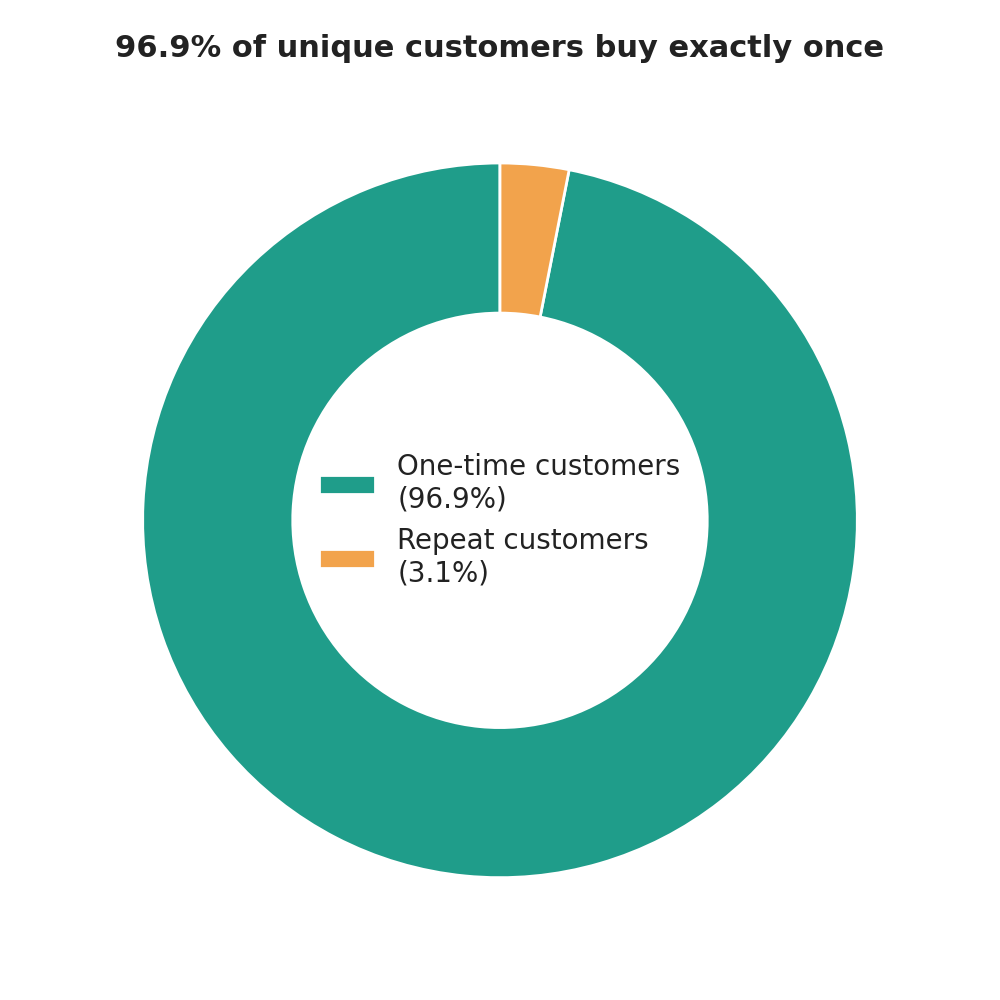 96.9% of unique customers buy exactly once
One-time customers
(96.9%)
Repeat customers
(3.1%)